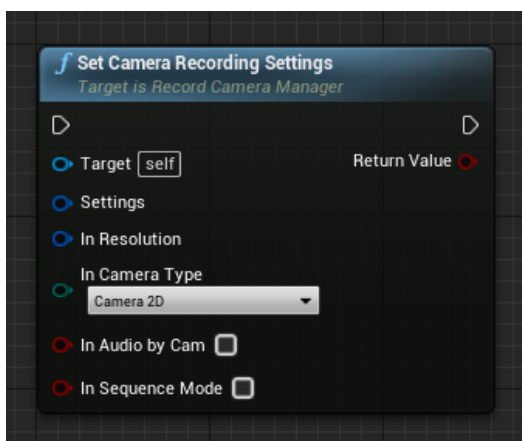 f Set Camera Recording Settings
Target is Record Camera Manager
Target self
Return Value
Settings
In Resolution
In Camera Type
Camera 2D
In Audio by Cam
In Sequence Mode